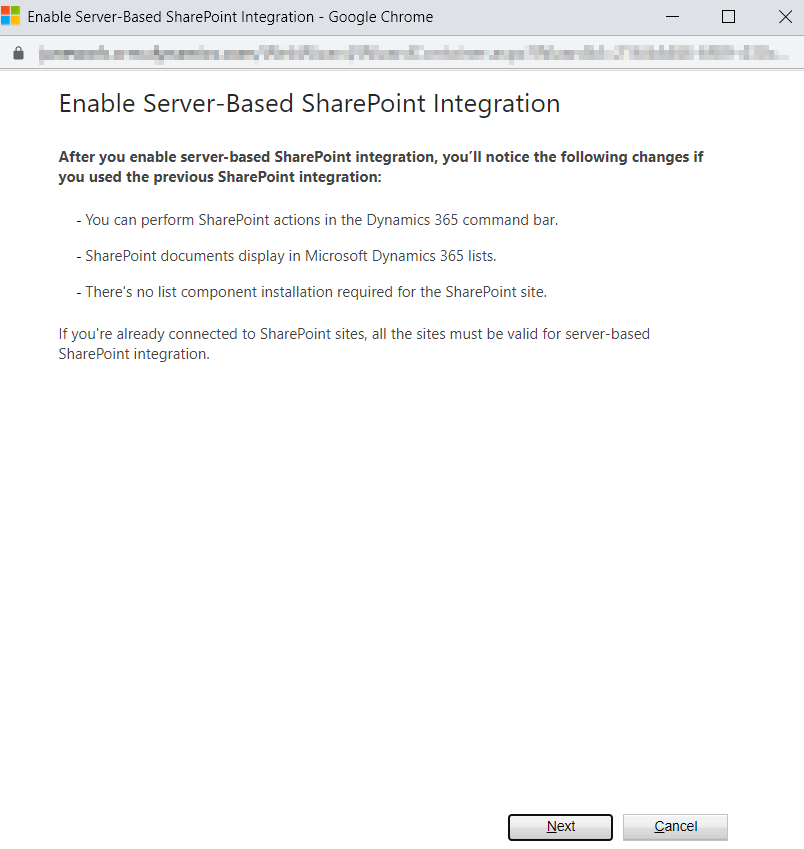 Enable Server-Based SharePoint Integration - Google Chrome
Enable Server-Based SharePoint Integration
After you enable server-based SharePoint integration, you’ll notice the following changes if
you used the previous SharePoint integration:
- You can perform SharePoint actions in the Dynamics 365 command bar.
- SharePoint documents display in Microsoft Dynamics 365 lists.
- There's no list component installation required for the SharePoint site.
If you're already connected to SharePoint sites, all the sites must be valid for server-based
SharePoint integration.
Next Cancel